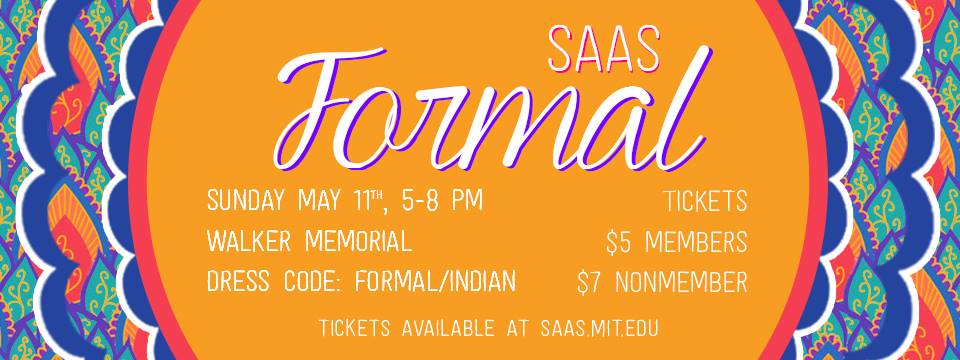 SAAS
Formal
SUNDAY MAY 11TH, 5-8 PM
WALKER MEMORIAL
DRESS CODE: FORMAL/INDIAN
TICKETS
$5 MEMBERS
$7 NONMEMBER
TICKETS AVAILABLE AT SAAS.MIT.EDU